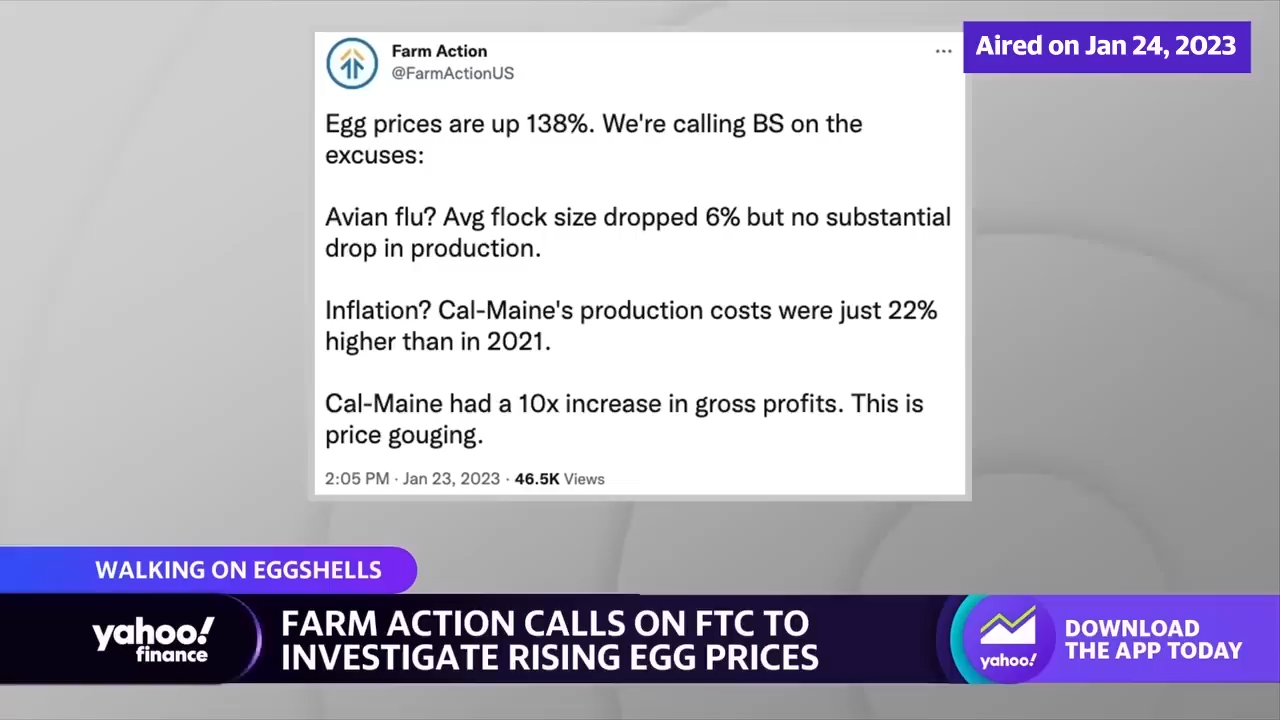 Farm Action
@FarmActionUS
...
Aired on Jan 24, 2023
Egg prices are up 138%. We're calling BS on the
excuses:
Avian flu? Avg flock size dropped 6% but no substantial
drop in production.
Inflation? Cal-Maine's production costs were just 22%
higher than in 2021.
Cal-Maine had a 10x increase in gross profits. This is
price gouging.
2:05 PM · Jan 23, 2023 · 46.5K Views
WALKING ON EGGSHELLS
yahoo!
finance
FARM ACTION CALLS ON FTC TO
INVESTIGATE RISING EGG PRICES
yahoo!
DOWNLOAD
THE APP TODAY